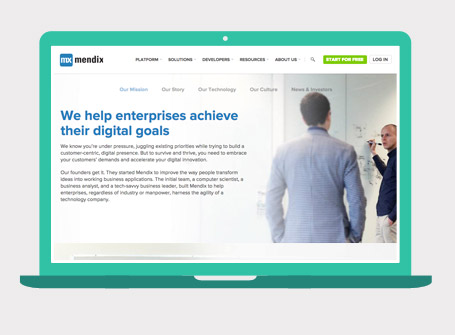 mx mendix PLATFORM SOLUTIONS DEVELOPERS RESOURCES ABOUT US START FOR FREE LOG IN
Our Mission Our Story Our Technology Our Culture News & Investors
We help enterprises achieve
their digital goals
We know you're under pressure, juggling existing priorities while trying to build a
customer-centric, digital presence. But to survive and thrive, you need to embrace
your customers' demands and accelerate your digital innovation.
Our founders get it. They started Mendix to improve the way people transform
ideas into working business applications. The initial team, a computer scientist, a
business analyst, and a tech-savvy business leader, built Mendix to help
enterprises, regardless of industry or manpower, harness the agility of a
technology company.